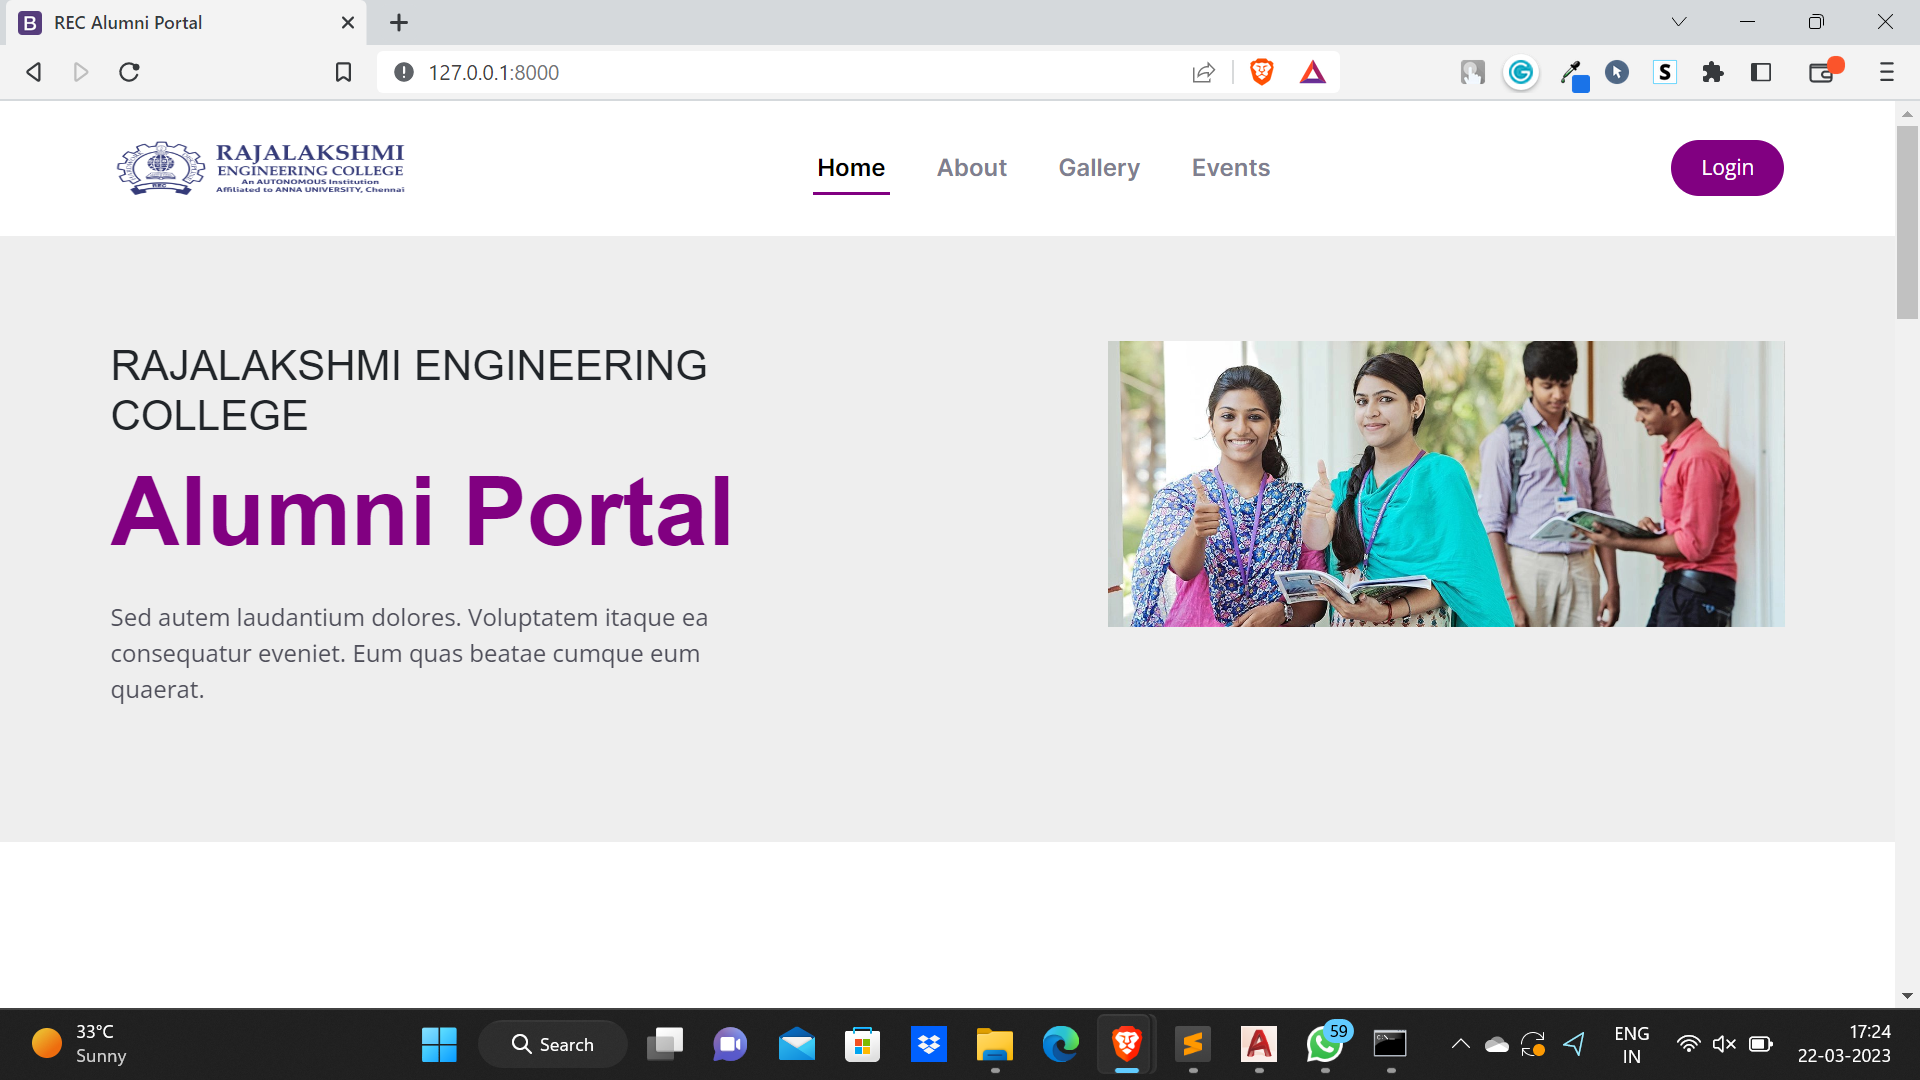 REC Alumni Portal
127.0.0.1:8000
RAJALAKSHMI
ENGINEERING COLLEGE
An AUTONOMOUS Institution
Affiliated to ANNA UNIVERSITY, Chennai
REC
Home
About
Gallery
Events
Login
RAJALAKSHMI ENGINEERING
COLLEGE
Alumni Portal
Sed autem laudantium dolores. Voluptatem itaque ea
consequatur eveniet. Eum quas beatae cumque eum
quaerat.
33°C
Sunny
Search
59
ENG
IN
17:24
22-03-2023